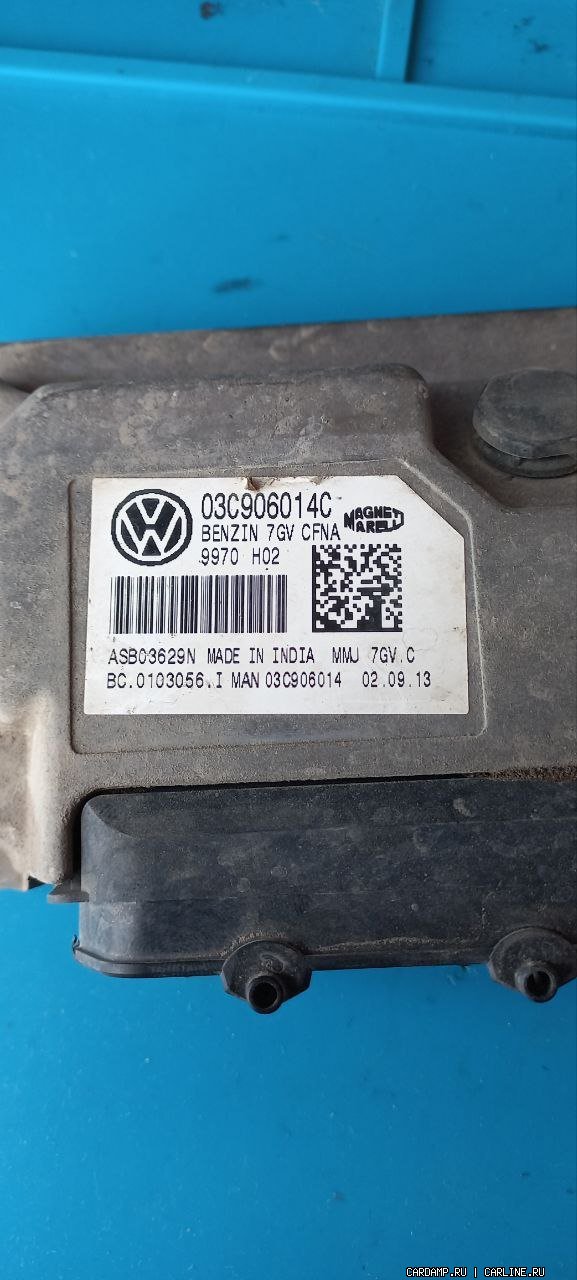 03C906014C
BENZIN 7GV CFNA
MAGNETI MARELLI
9970 H02
ASB03629N MADE IN INDIA MMJ 7GV.C
BC.0103056.I MAN 03C906014 02.09.13
CARDAMP.RU | CARLINE.RU